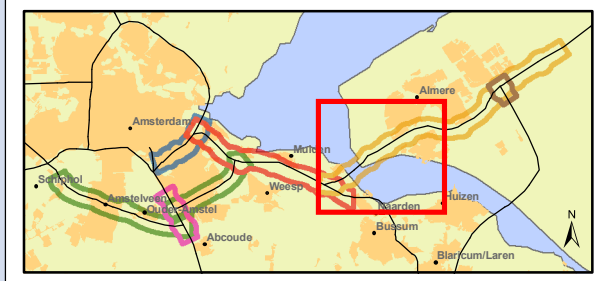 Almere
Amsterdam
Muiden
Schiphol
Weesp
Amstelveen
Ouder-Amstel
Naarden
Huizen
Bussum
Abcoude
Blaricum/Laren
N